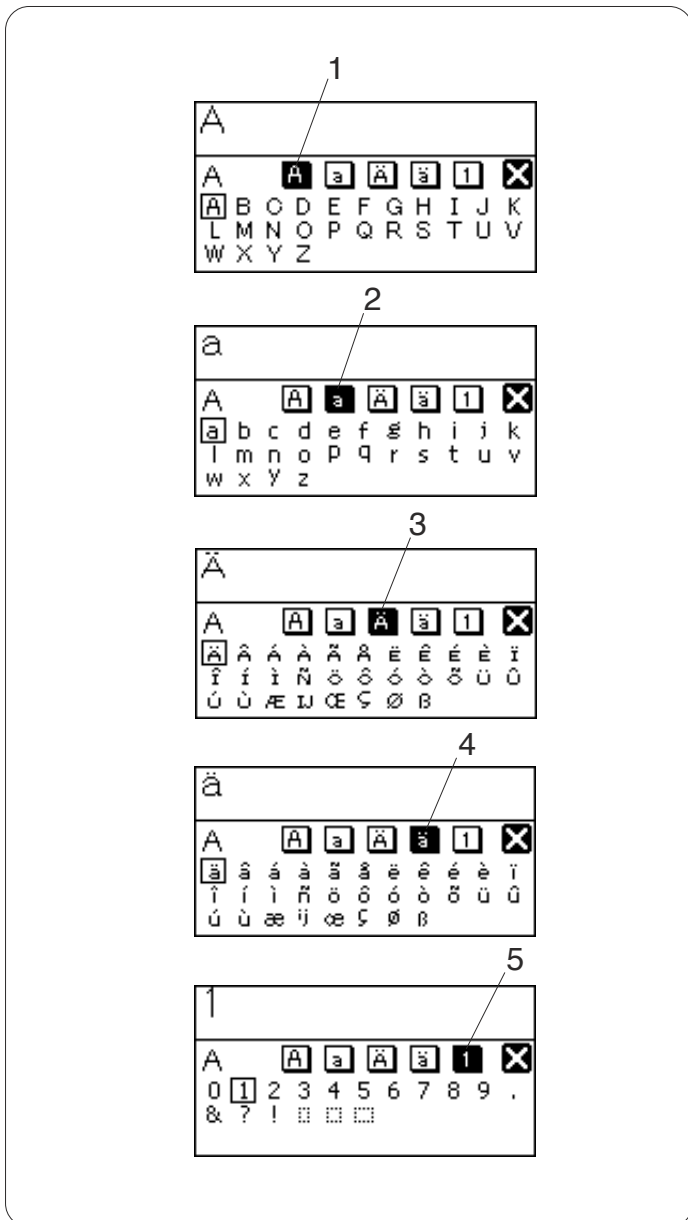 1
A
A A a Ä ä 1 X
A B C D E F G H I J K
L M N O P Q R S T U V
W X Y Z
2
a
A A a Ä ä 1 X
a b c d e f g h i j k
l m n o p q r s t u v
w x y z
3
Ä
A A a Ä ä 1 X
Ä Â Á À Ã Å Ë Ê É È Ï
Î Í Ì Ñ Ö Ô Ó Ò Õ Ü Û
Ú Ù Æ IJ Œ Ç Ø ß
4
ä
A A a Ä ä 1 X
ä â á à ã å ë ê é è ï
î í ì ñ ö ô ó ò õ ü û
ú ù æ ij œ ç ø ß
5
1
A A a Ä ä 1 X
0 1 2 3 4 5 6 7 8 9 .
& ? !